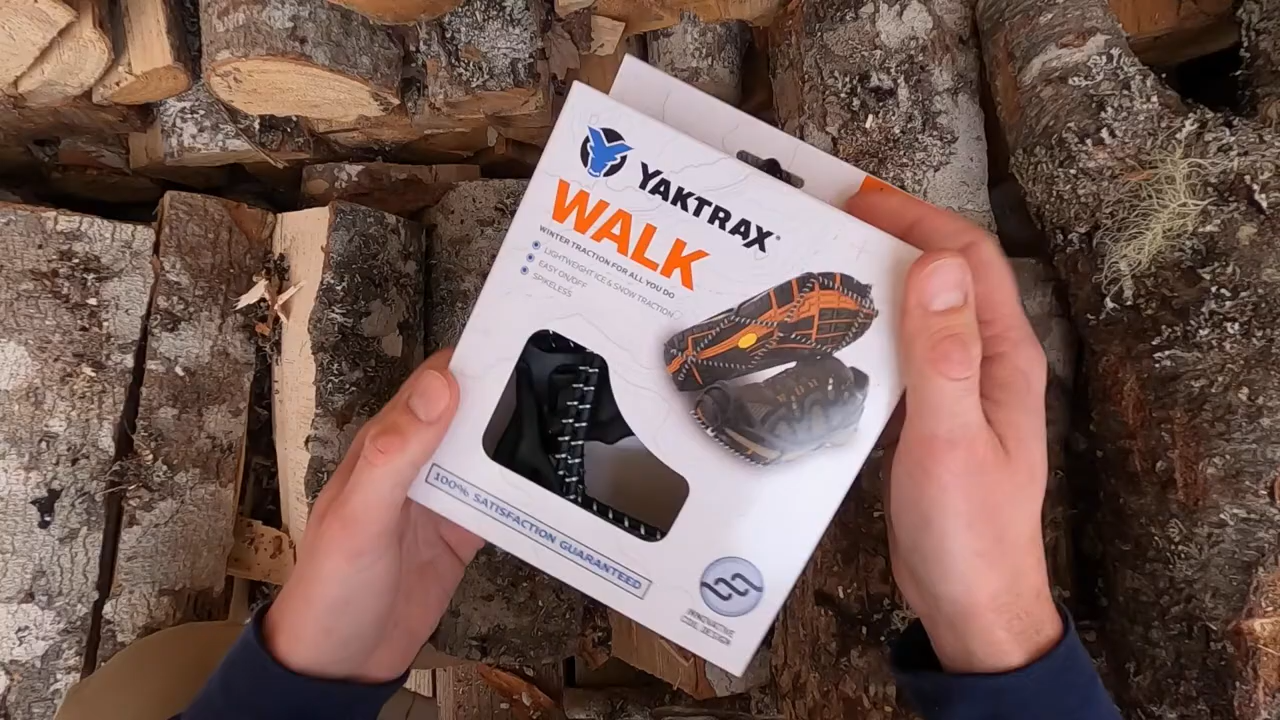 YAKTRAX
WALK
WINTER TRACTION FOR ALL YOU DO
LIGHTWEIGHT ICE & SNOW TRACTION
EASY ON/OFF
SPIKELESS
100% SATISFACTION GUARANTEED
INNOVATIVE
COIL DESIGN